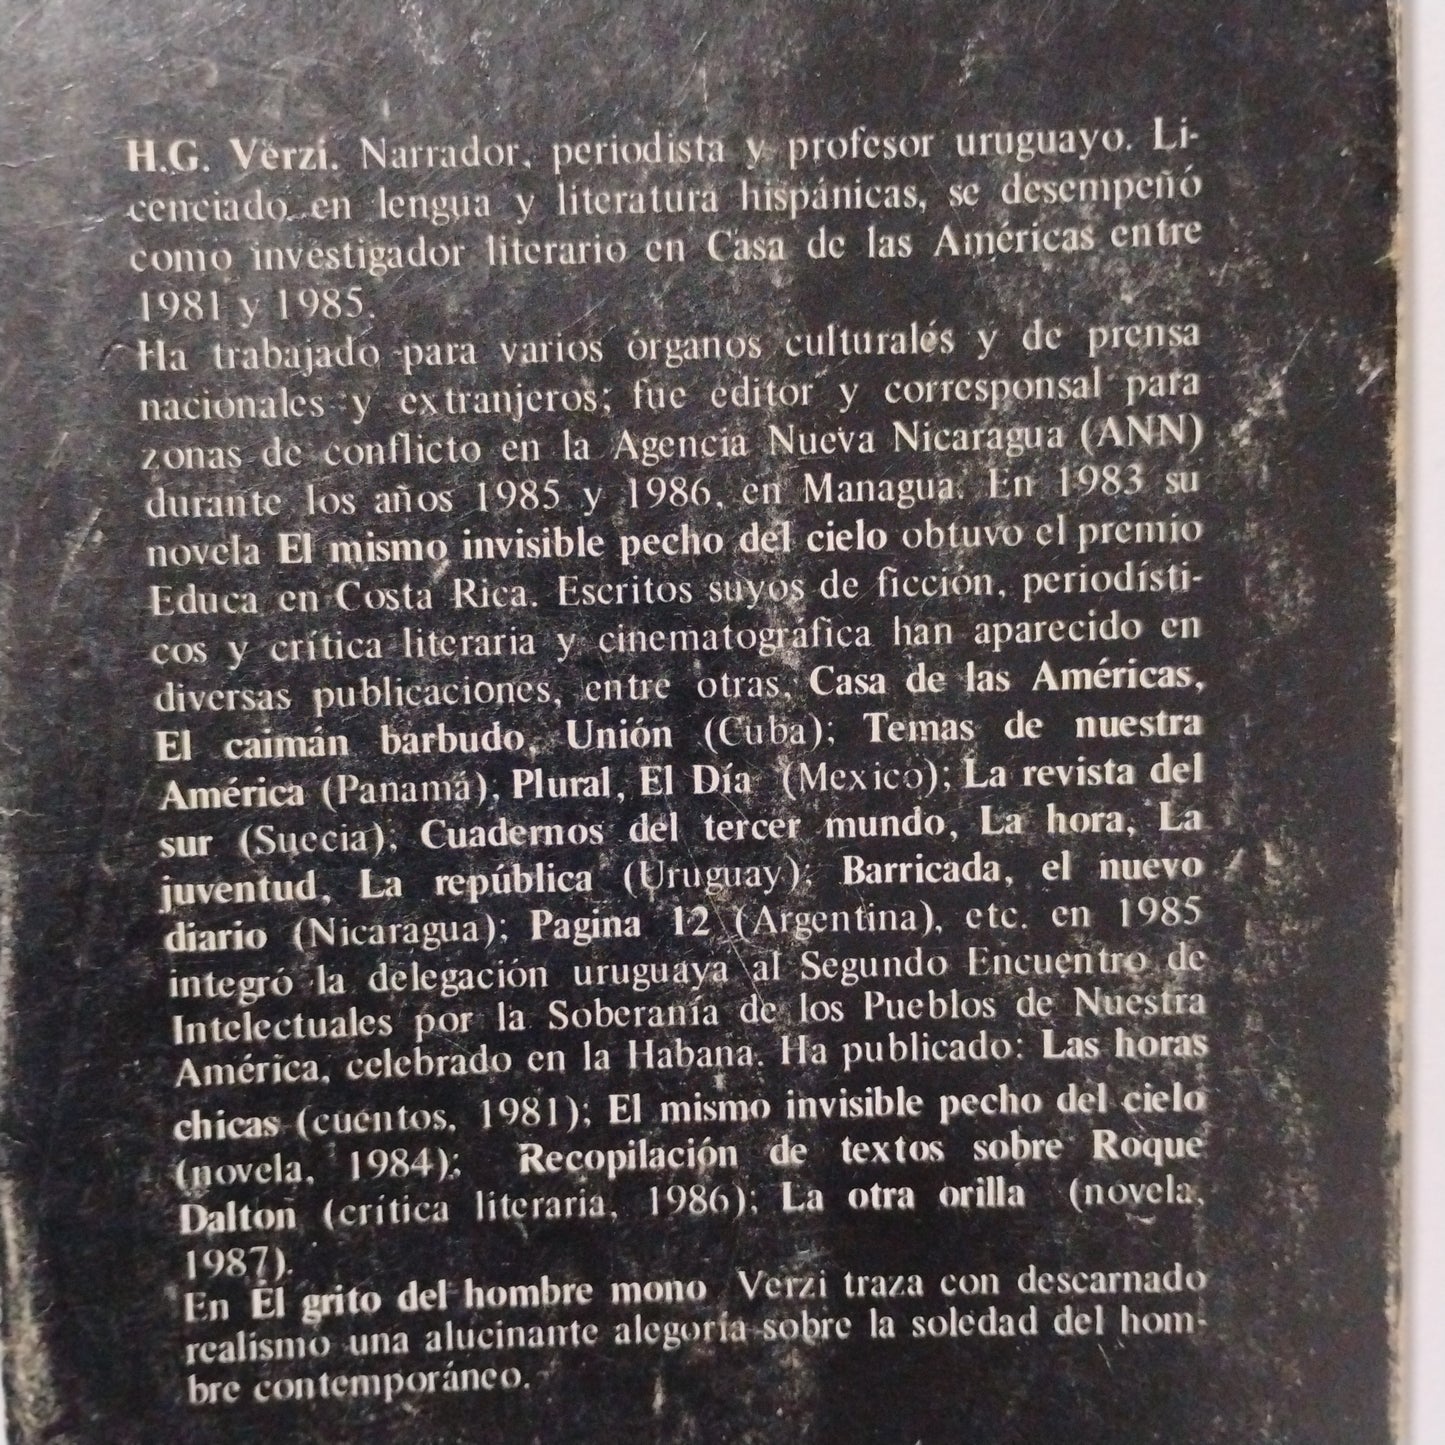 H.G. Verzi. Narrador, periodista y profesor uruguayo. Li-
cenciado en lengua y literatura hispánicas, se desempeñó
como investigador literario en Casa de las Américas entre
1981 y 1985.
Ha trabajado para varios órganos culturales y de prensa
nacionales y extranjeros; fue editor y corresponsal para
zonas de conflicto en la Agencia Nueva Nicaragua (ANN)
durante los años 1985 y 1986, en Managua. En 1983 su
novela El mismo invisible pecho del cielo obtuvo el premio
Educa en Costa Rica. Escritos suyos de ficción, periodísti-
cos y crítica literaria y cinematográfica han aparecido en
diversas publicaciones, entre otras, Casa de las Américas,
El caimán barbudo, Unión (Cuba); Temas de nuestra
América (Panamá); Plural, El Día (Mexico); La revista del
sur (Suecia); Cuadernos del tercer mundo, La hora, La
juventud, La república (Uruguay); Barricada, el nuevo
diario (Nicaragua); Pagina 12 (Argentina), etc. en 1985
integró la delegación uruguaya al Segundo Encuentro de
Intelectuales por la Soberanía de los Pueblos de Nuestra
América, celebrado en la Habana. Ha publicado: Las horas
chicas (cuentos, 1981); El mismo invisible pecho del cielo
(novela, 1984); Recopilación de textos sobre Roque
Dalton (crítica literaria, 1986); La otra orilla (novela,
1987).
En El grito del hombre mono Verzi traza con descarnado
realismo una alucinante alegoría sobre la soledad del hom-
bre contemporáneo.